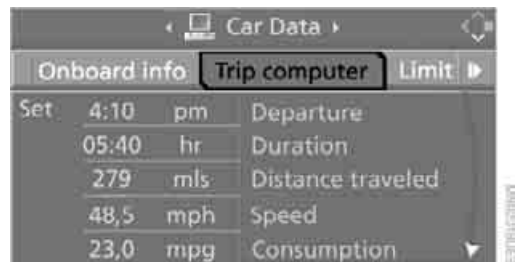 Car Data
Onboard info Trip computer Limit
Set 4:10 pm Departure
05:40 hr Duration
279 mls Distance traveled
48,5 mph Speed
23,0 mpg Consumption